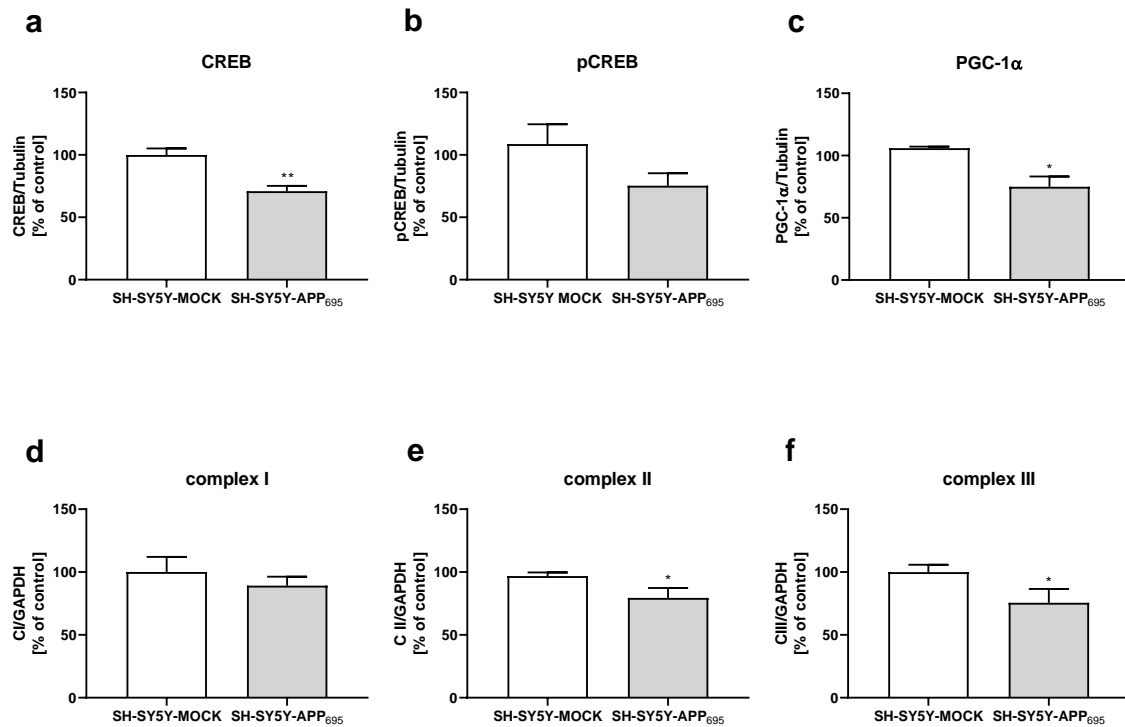 a
CREB
CREB/Tubulin
[% of control]
150
100
50
0
**
SH-SY5Y-MOCK SH-SY5Y-APP₆₉₅
b
pCREB
pCREB/Tubulin
[% of control]
150
100
50
0
SH-SY5Y MOCK SH-SY5Y-APP₆₉₅
c
PGC-1α
PGC-1α/Tubulin
[% of control]
150
100
50
0
*
SH-SY5Y-MOCK SH-SY5Y-APP₆₉₅
d
complex I
CI/GAPDH
[% of control]
150
100
50
0
SH-SY5Y-MOCK SH-SY5Y-APP₆₉₅
e
complex II
C II/GAPDH
[% of control]
150
100
50
0
*
SH-SY5Y-MOCK SH-SY5Y-APP₆₉₅
f
complex III
CIII/GAPDH
[% of control]
150
100
50
0
*
SH-SY5Y-MOCK SH-SY5Y-APP₆₉₅